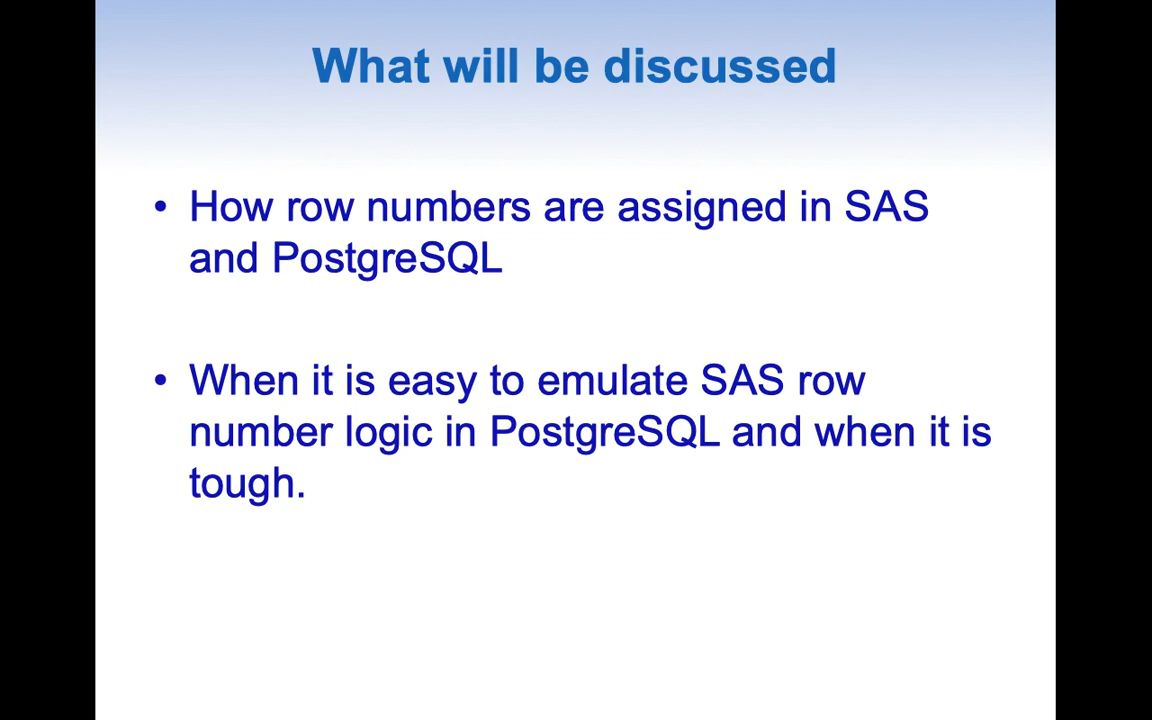 What will be discussed
• How row numbers are assigned in SAS
and PostgreSQL
• When it is easy to emulate SAS row
number logic in PostgreSQL and when it is
tough.